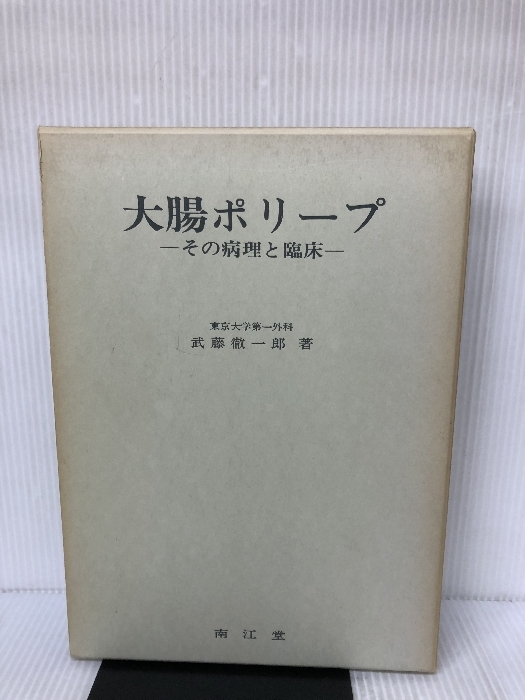 大腸ポリープ
―その病理と臨床―
東京大学第一外科
武藤徹一郎 著
南江堂